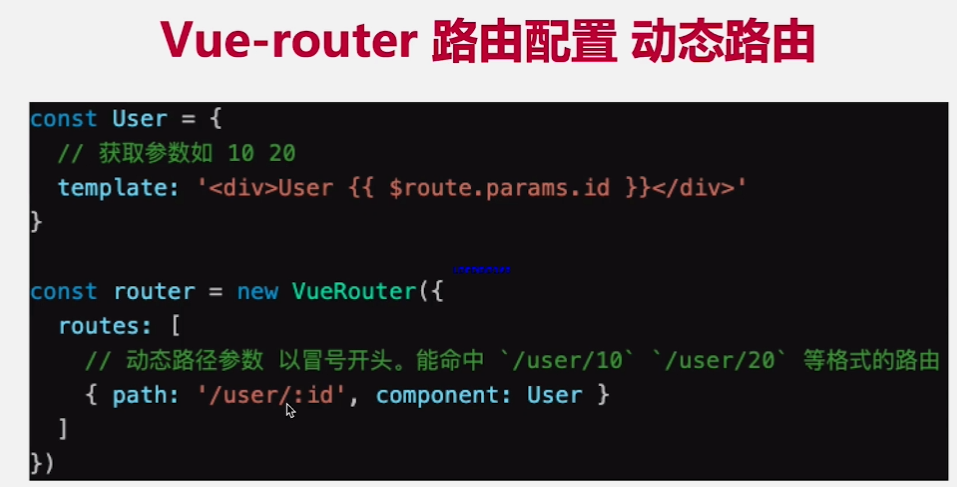 Vue-router 路由配置 动态路由
const User = {
  // 获取参数如 10 20
  template: '<div>User {{ $route.params.id }}</div>'
}
const router = new VueRouter({
  routes: [
    // 动态路径参数 以冒号开头。能命中 `/user/10` `/user/20` 等格式的路由
    { path: '/user/:id', component: User }
  ]
})